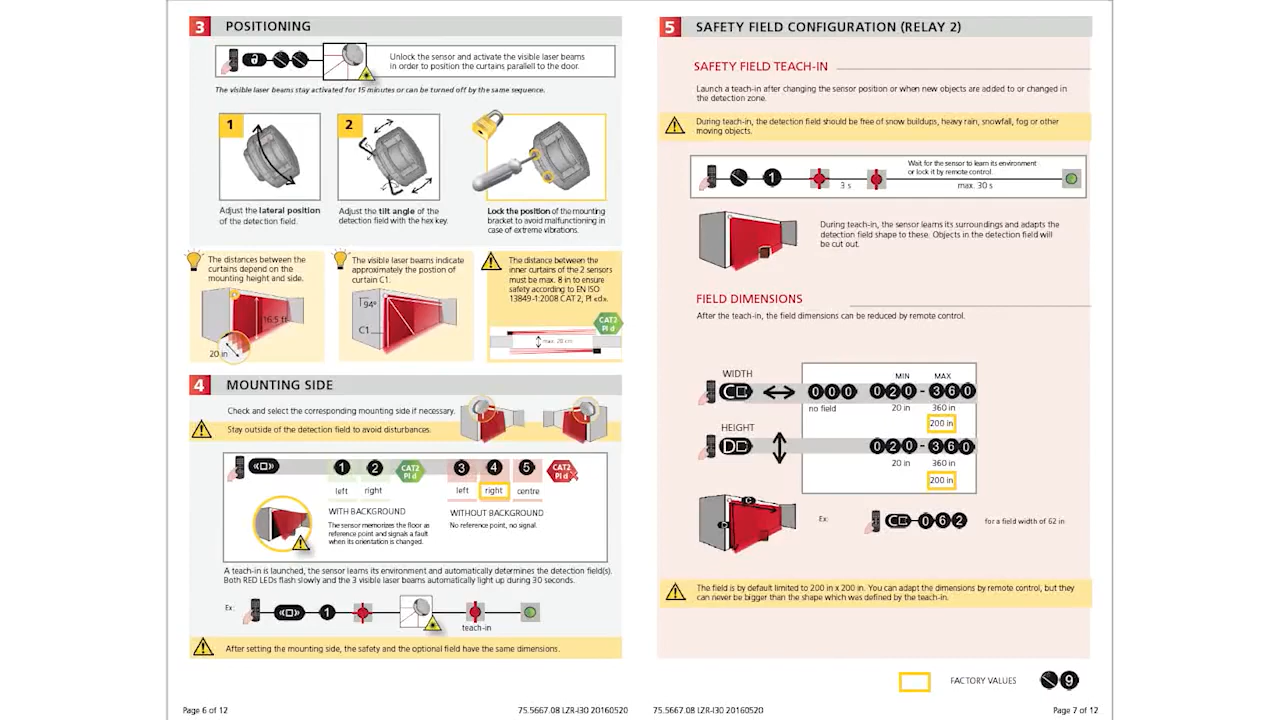 3 POSITIONING
Unlock the sensor and activate the visible laser beams
in order to position the curtains parallell to the door.
The visible laser beams stay activated for 15 minutes or can be turned off by the same sequence.
1
2
Adjust the lateral position
of the detection field.
Adjust the tilt angle of the
detection field with the hex key.
Lock the position of the mounting
bracket to avoid malfunctioning in
case of extreme vibrations.
The distances between the
curtains depend on the
mounting height and side.
16.5 ft
20 in
The visible laser beams indicate
approximately the postion of
curtain C1.
94°
C1
The distance between the
inner curtains of the 2 sensors
must be max. 8 in to ensure
safety according to EN ISO
13849-1:2008 CAT 2, Pl «d».
CAT2
Pl d
max. 20 cm
4 MOUNTING SIDE
Check and select the corresponding mounting side if necessary.
Stay outside of the detection field to avoid disturbances.
1 2 CAT2 Pl d 3 4 5 CAT2 Pl d
left right left right centre
WITH BACKGROUND
The sensor memorizes the floor as
reference point and signals a fault
when its orientation is changed.
WITHOUT BACKGROUND
No reference point, no signal.
A teach-in is launched, the sensor learns its environment and automatically determines the detection field(s).
Both RED LEDs flash slowly and the 3 visible laser beams automatically light up during 30 seconds.
Ex:
1
teach-in
After setting the mounting side, the safety and the optional field have the same dimensions.
Page 6 of 12
75.5667.08 LZR-I30 20160520
5 SAFETY FIELD CONFIGURATION (RELAY 2)
SAFETY FIELD TEACH-IN
Launch a teach-in after changing the sensor position or when new objects are added to or changed in
the detection zone.
During teach-in, the detection field should be free of snow buildups, heavy rain, snowfall, fog or other
moving objects.
1
3 s
Wait for the sensor to learn its environment
or lock it by remote control.
max. 30 s
During teach-in, the sensor learns its surroundings and adapts the
detection field shape to these. Objects in the detection field will
be cut out.
FIELD DIMENSIONS
After the teach-in, the field dimensions can be reduced by remote control.
WIDTH
MIN MAX
C 0 0 0 0 2 0 - 3 6 0
no field 20 in 360 in
200 in
HEIGHT
D 0 2 0 - 3 6 0
20 in 360 in
200 in
C
D
Ex:
C 0 6 2
for a field width of 62 in
The field is by default limited to 200 in x 200 in. You can adapt the dimensions by remote control, but they
can never be bigger than the shape which was defined by the teach-in.
FACTORY VALUES
9
75.5667.08 LZR-I30 20160520
Page 7 of 12